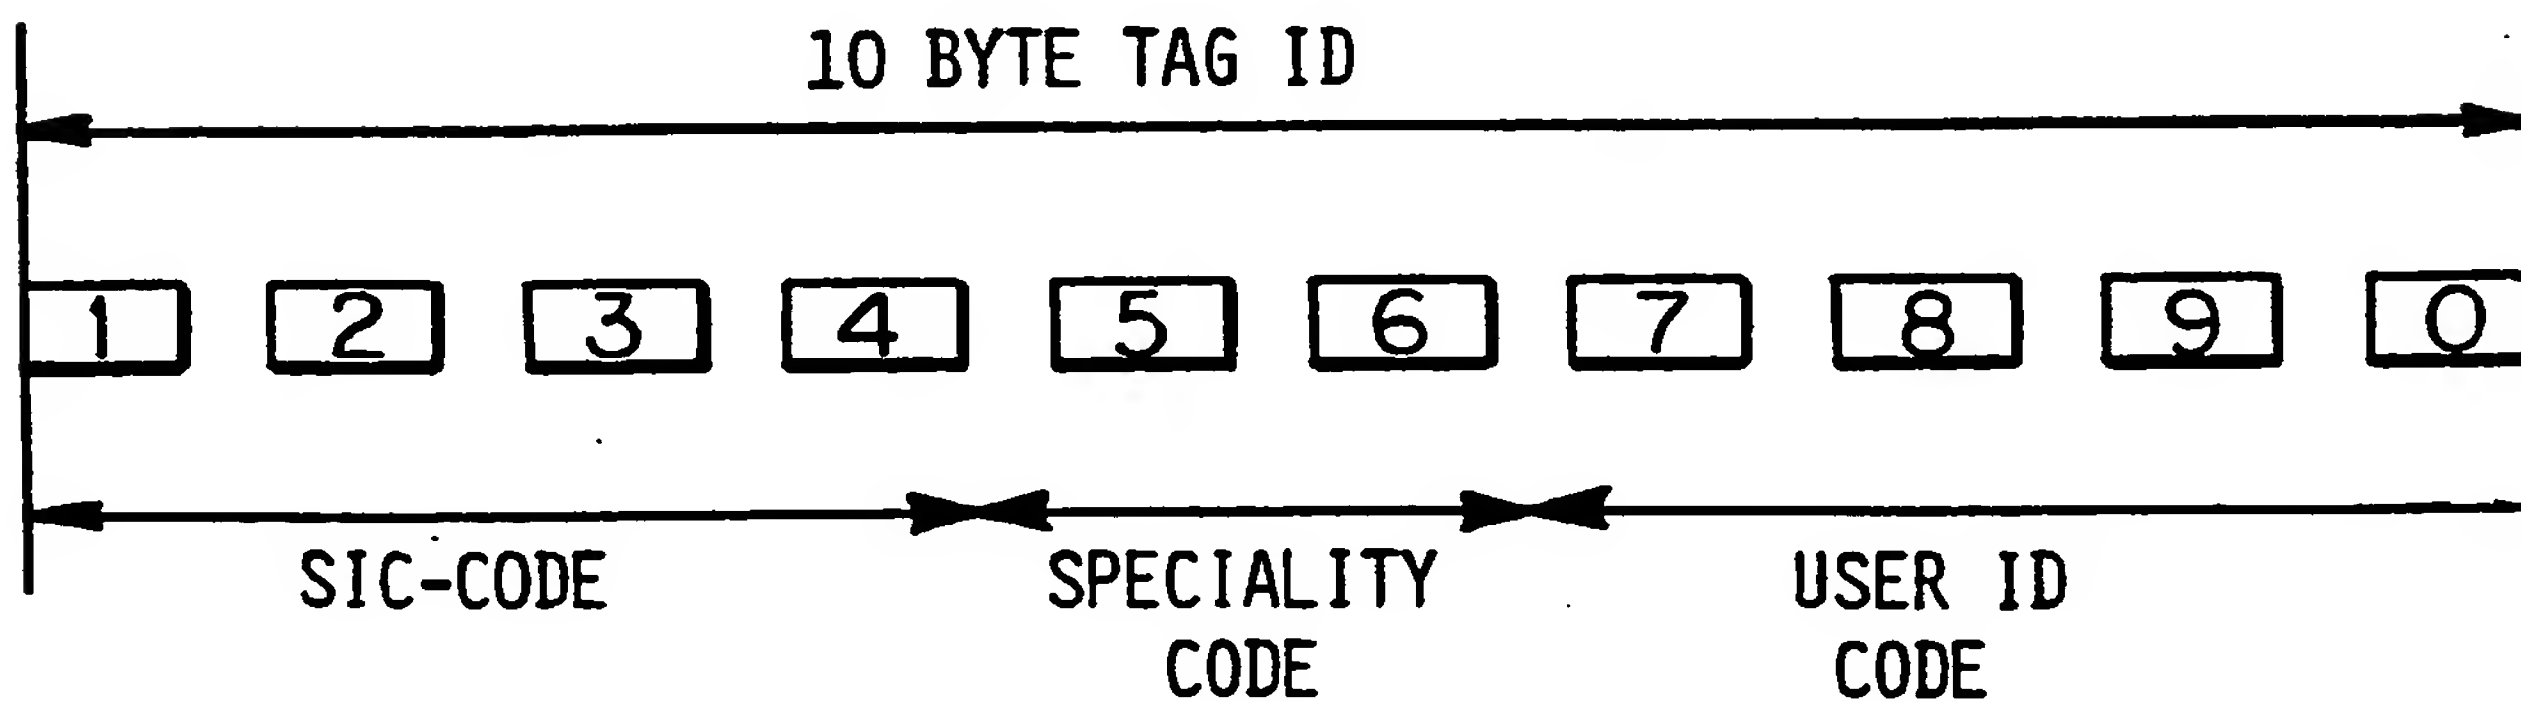 10 BYTE TAG ID
1 2 3 4 5 6 7 8 9 0
SIC-CODE SPECIALITY USER ID
CODE CODE